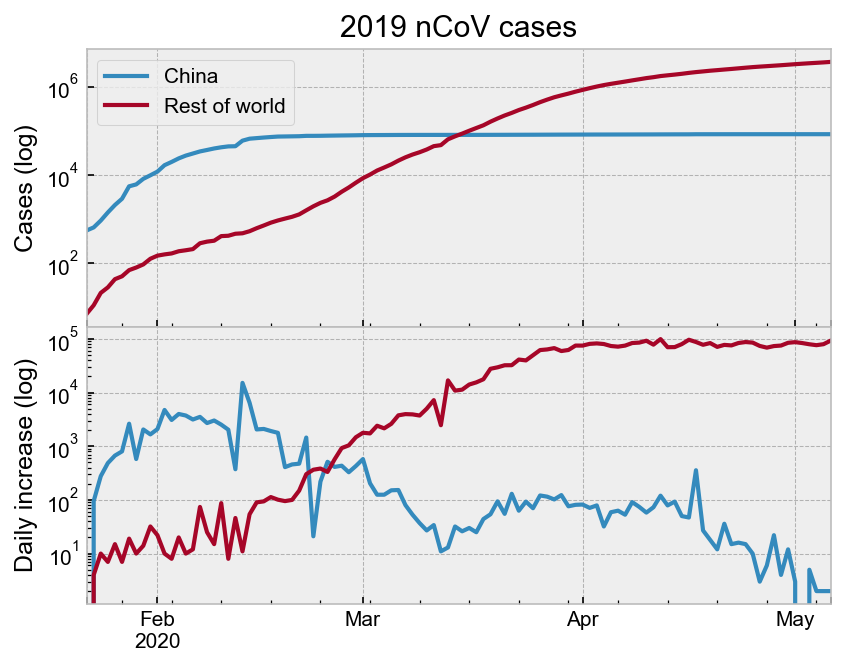 2019 nCoV cases
Cases (log)
10^6
10^4
10^2
China
Rest of world
Daily increase (log)
10^5
10^4
10^3
10^2
10^1
Feb
2020
Mar
Apr
May